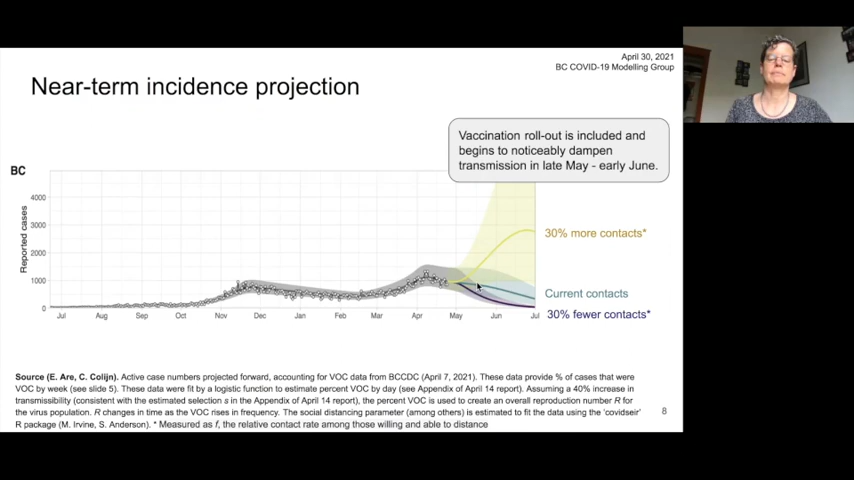 April 30, 2021
BC COVID-19 Modelling Group
Near-term incidence projection
Vaccination roll-out is included and
begins to noticeably dampen
transmission in late May - early June.
BC
Reported cases
4000
3000
2000
1000
0
Jul Aug Sep Oct Nov Dec Jan Feb Mar Apr May Jun Jul
30% more contacts*
Current contacts
30% fewer contacts*
Source (E. Are, C. Colijn). Active case numbers projected forward, accounting for VOC data from BCCDC (April 7, 2021). These data provide % of cases that were
VOC by week (see slide 5). These data were fit by a logistic function to estimate percent VOC by day (see Appendix of April 14 report). Assuming a 40% increase in
transmissibility (consistent with the estimated selection s in the Appendix of April 14 report), the percent VOC is used to create an overall reproduction number R for
the virus population. R changes in time as the VOC rises in frequency. The social distancing parameter (among others) is estimated to fit the data using the 'covidseir'
R package (M. Irvine, S. Anderson). * Measured as f, the relative contact rate among those willing and able to distance
8